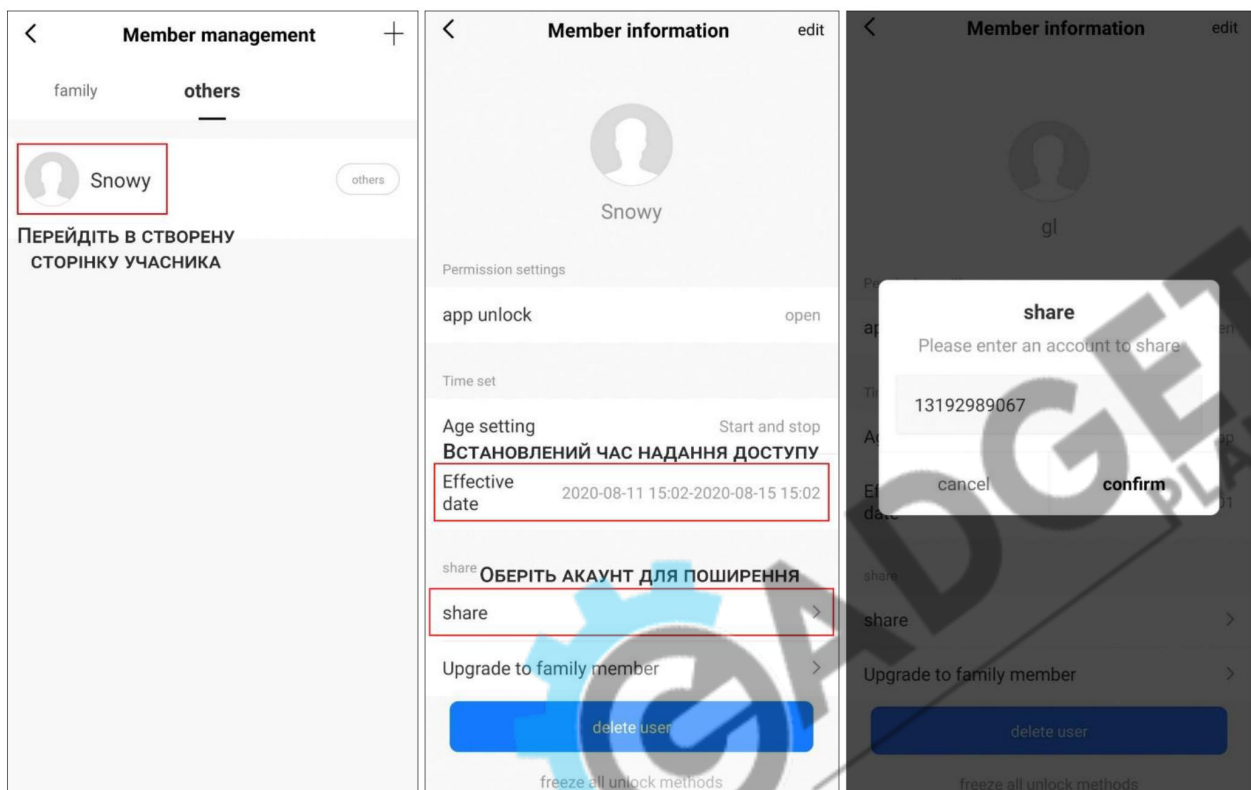 Member management
family
others
Snowy
others
ПЕРЕЙДІТЬ В СТВОРЕНУ
СТОРІНКУ УЧАСНИКА
Member information
edit
Snowy
Permission settings
app unlock
open
Time set
Age setting
Start and stop
ВСТАНОВЛЕНИЙ ЧАС НАДАННЯ ДОСТУПУ
Effective
date
2020-08-11 15:02-2020-08-15 15:02
share
ОБЕРІТЬ АКАУНТ ДЛЯ ПОШИРЕННЯ
share
Upgrade to family member
delete user
freeze all unlock methods
Member information
edit
gl
share
Please enter an account to share
13192989067
cancel
confirm
date
share
share
Upgrade to family member
delete user
freeze all unlock methods
GADGET